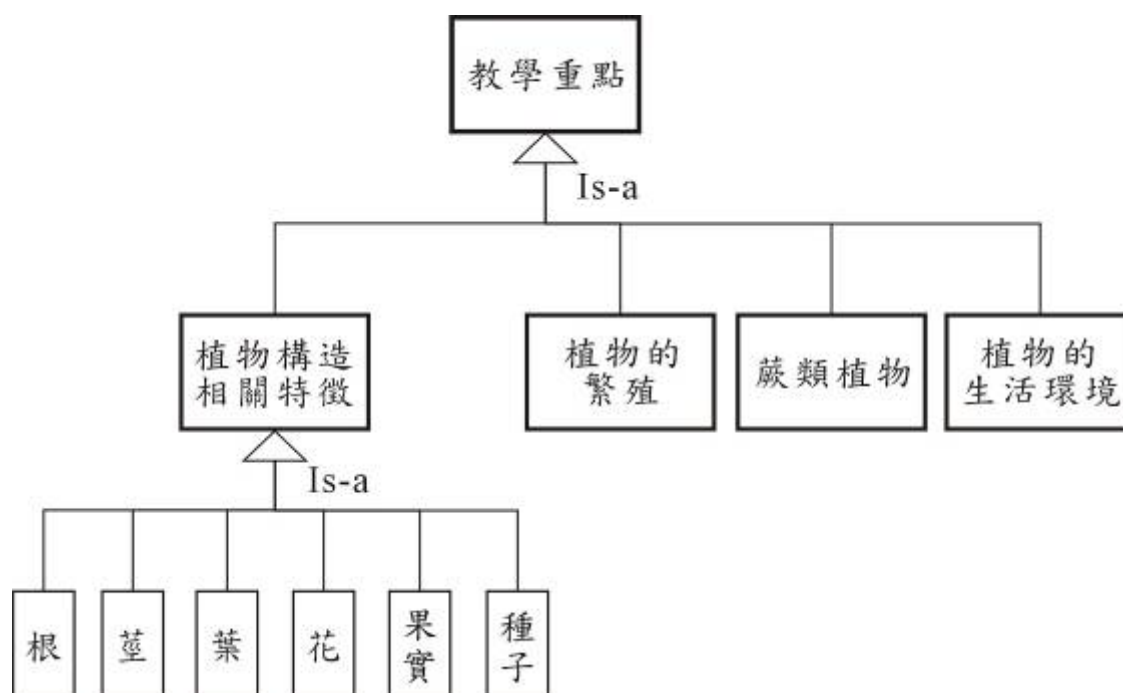 教學重點
Is-a
植物構造
相關特徵
植物的
繁殖
蕨類植物
植物的
生活環境
Is-a
根
莖
葉
花
果
實
種
子